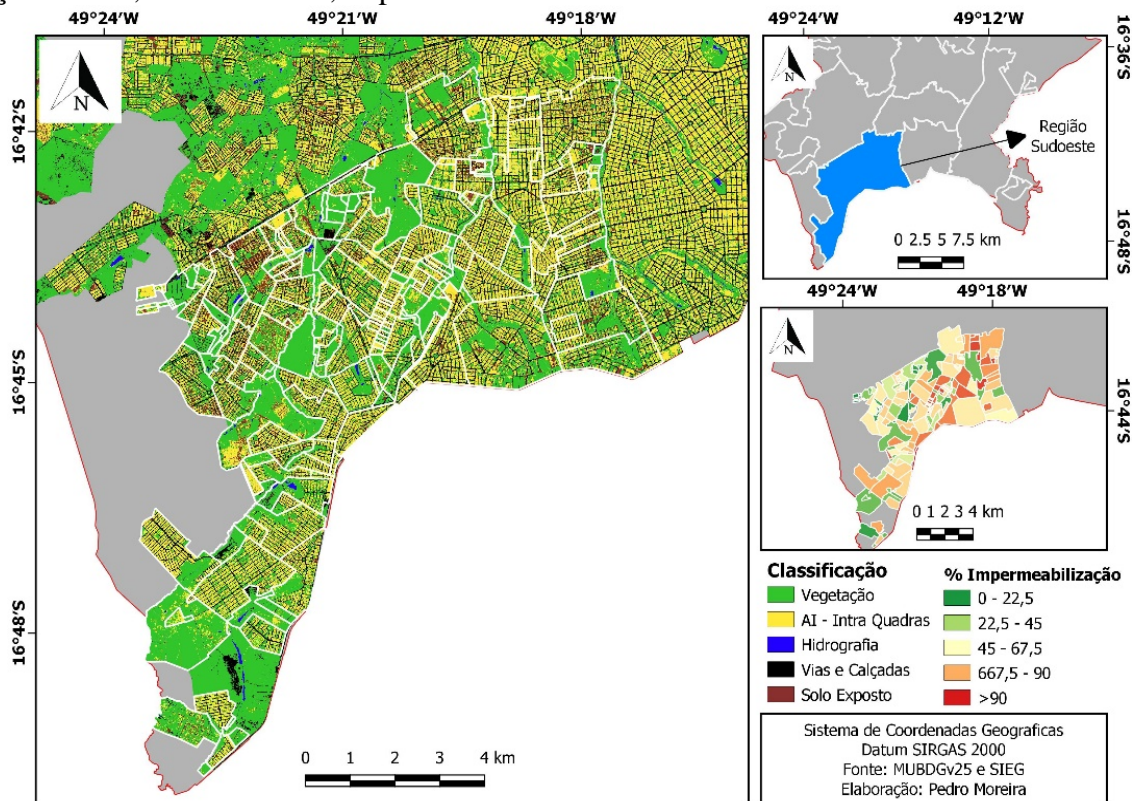 49°24'W
49°21'W
49°18'W
16°42'S
16°45'S
16°48'S
N
0 1 2 3 4 km
49°24'W
49°12'W
16°36'S
16°48'S
N
Região
Sudoeste
0 2.5 5 7.5 km
49°24'W
49°18'W
16°44'S
N
0 1 2 3 4 km
Classificação
Vegetação
AI - Intra Quadras
Hidrografia
Vias e Calçadas
Solo Exposto
% Impermeabilização
0 - 22,5
22,5 - 45
45 - 67,5
667,5 - 90
>90
Sistema de Coordenadas Geograficas
Datum SIRGAS 2000
Fonte: MUBDGv25 e SIEG
Elaboração: Pedro Moreira